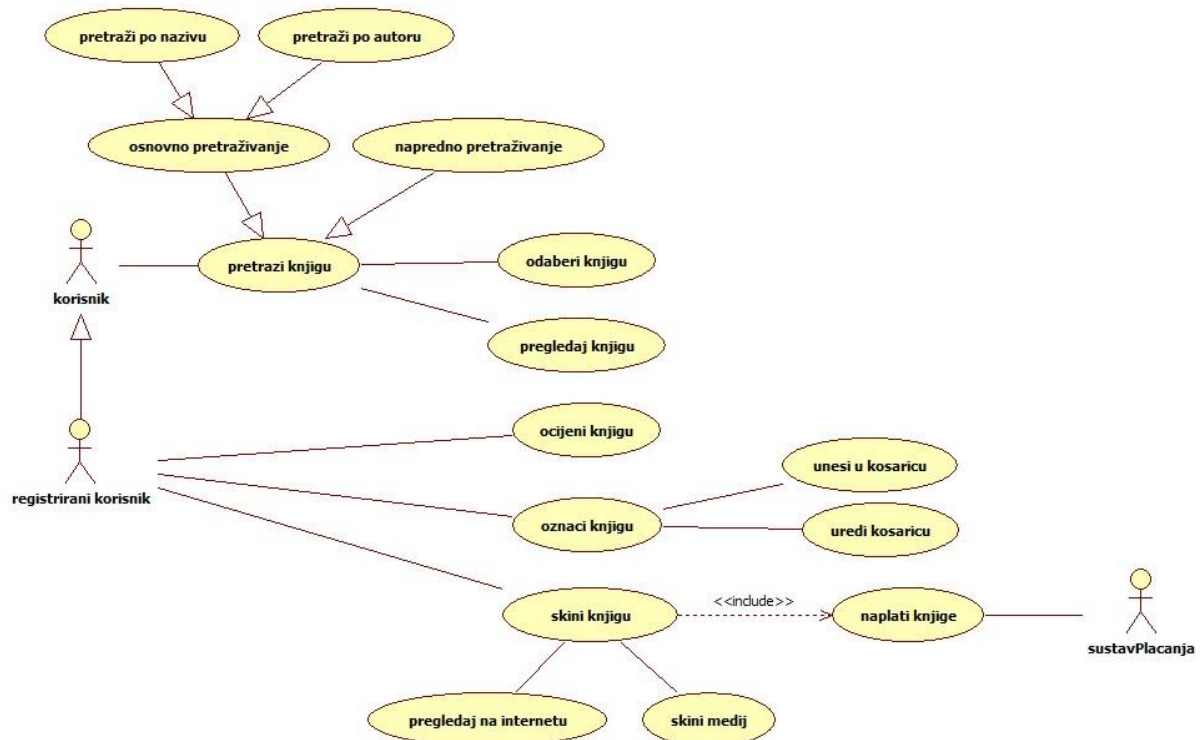 pretraži po nazivu
pretraži po autoru
osnovno pretraživanje
napredno pretraživanje
korisnik
pretrazi knjigu
odaberi knjigu
pregledaj knjigu
registrirani korisnik
ocijeni knjigu
oznaci knjigu
unesi u kosaricu
uredi kosaricu
skini knjigu
<<include>>
naplati knjige
sustavPlacanja
pregledaj na internetu
skini medij